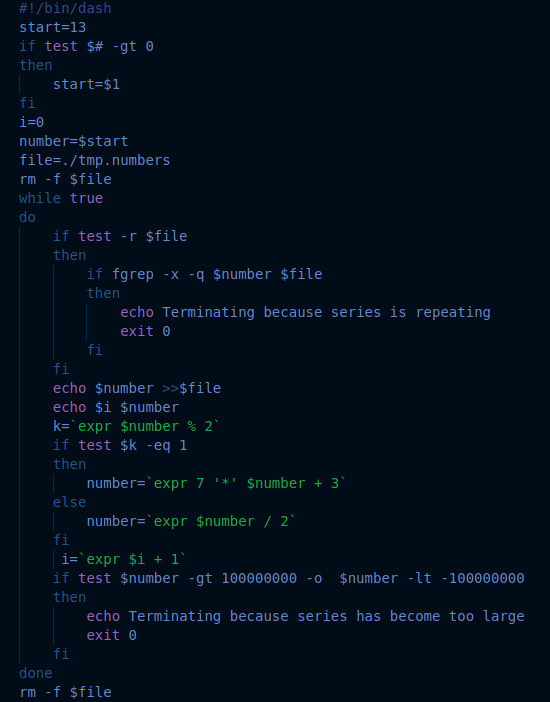 #!/bin/dash
start=13
if test $# -gt 0
then
    start=$1
fi
i=0
number=$start
file=./tmp.numbers
rm -f $file
while true
do
    if test -r $file
    then
        if fgrep -x -q $number $file
        then
            echo Terminating because series is repeating
            exit 0
        fi
    fi
    echo $number >>$file
    echo $i $number
    k=`expr $number % 2`
    if test $k -eq 1
    then
        number=`expr 7 '*' $number + 3`
    else
        number=`expr $number / 2`
    fi
     i=`expr $i + 1`
    if test $number -gt 100000000 -o  $number -lt -100000000
    then
        echo Terminating because series has become too large
        exit 0
    fi
done
rm -f $file